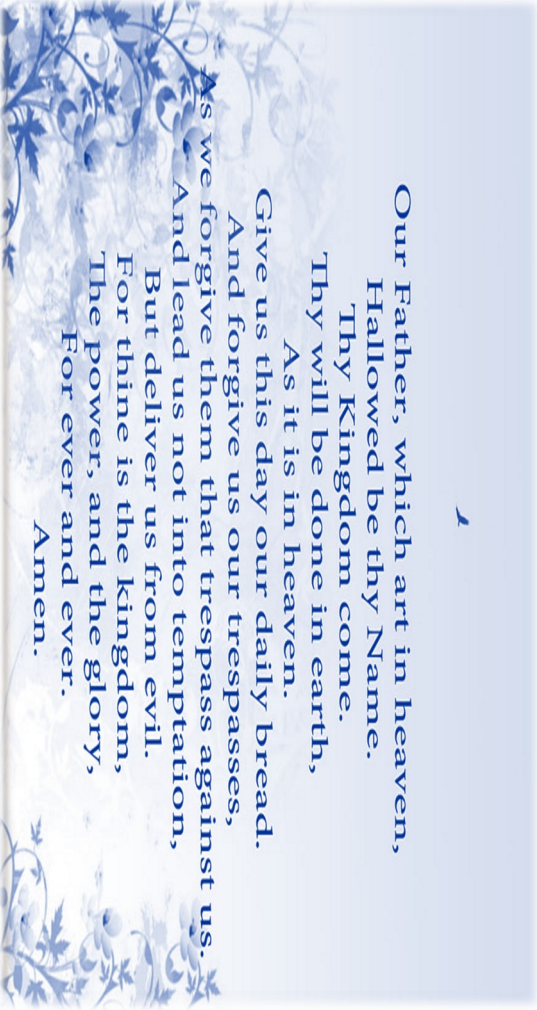 Our Father, which art in heaven,
Hallowed be thy Name.
Thy Kingdom come.
Thy will be done in earth,
As it is in heaven.
Give us this day our daily bread.
And forgive us our trespasses,
As we forgive them that trespass against us.
And lead us not into temptation,
But deliver us from evil.
For thine is the kingdom,
The power, and the glory,
For ever and ever.
Amen.